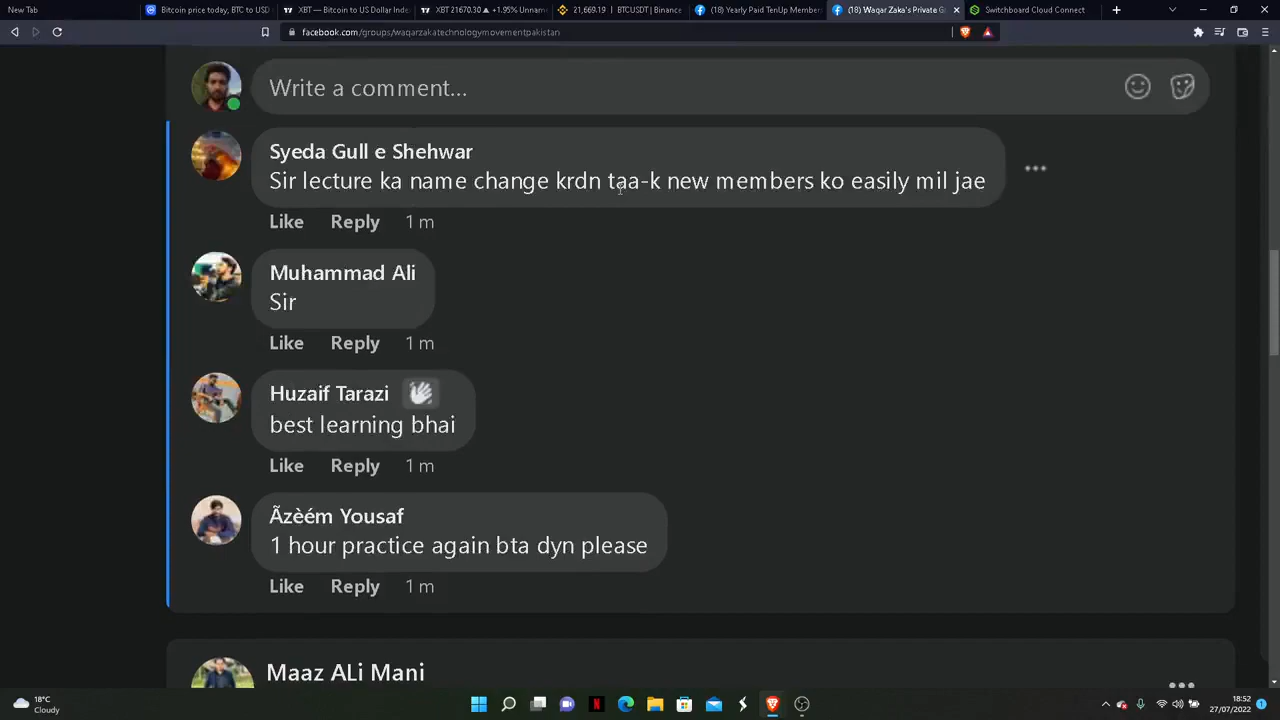 New Tab
Bitcoin price today, BTC to USD
XBT — Bitcoin to US Dollar Inde
XBT 21670.30 ▲ +1.95% Unnam
21,669.19 | BTCUSDT | Binance
(18) Yearly Paid TenUp Members
(18) Waqar Zaka's Private G
Switchboard Cloud Connect
facebook.com/groups/waqarzakatechnologymovementpakistan
Write a comment...
Syeda Gull e Shehwar
Sir lecture ka name change krdn taa-k new members ko easily mil jae
Like Reply 1 m
Muhammad Ali
Sir
Like Reply 1 m
Huzaif Tarazi
best learning bhai
Like Reply 1 m
Ãzèém Yousaf
1 hour practice again bta dyn please
Like Reply 1 m
Maaz ALi Mani
18°C
Cloudy
18:52
27/07/2022